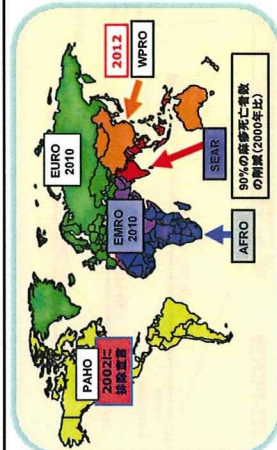 EURO
2010
2012
WPRO
PAHO
2002に
排除宣言
EMRO
2010
SEAR
AFRO
90%の麻疹死亡者数
の削減(2000年比)